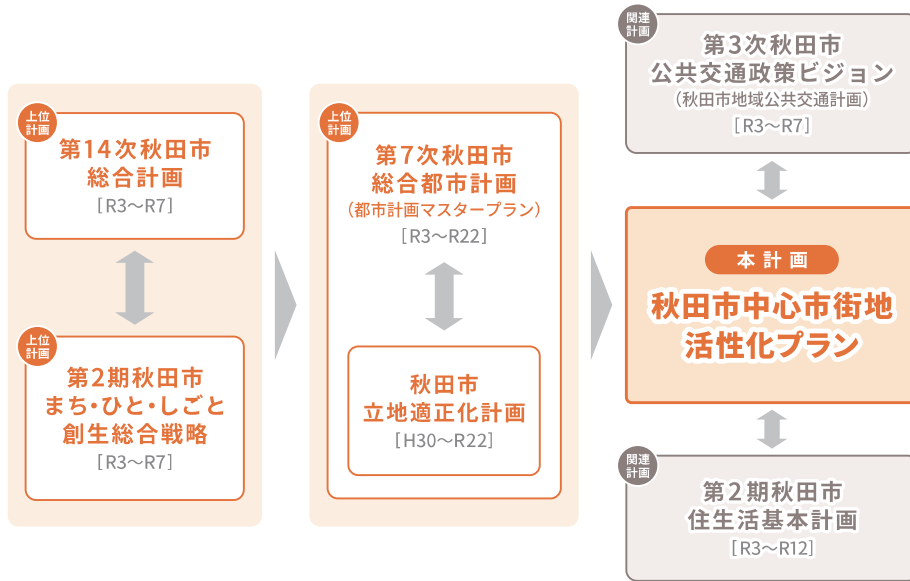 上位
計画
第14次秋田市
総合計画
[R3～R7]
上位
計画
第2期秋田市
まち・ひと・しごと
創生総合戦略
[R3～R7]
上位
計画
第7次秋田市
総合都市計画
（都市計画マスタープラン）
[R3～R22]
秋田市
立地適正化計画
[H30～R22]
関連
計画
第3次秋田市
公共交通政策ビジョン
（秋田市地域公共交通計画）
[R3～R7]
本計画
秋田市中心市街地
活性化プラン
関連
計画
第2期秋田市
住生活基本計画
[R3～R12]